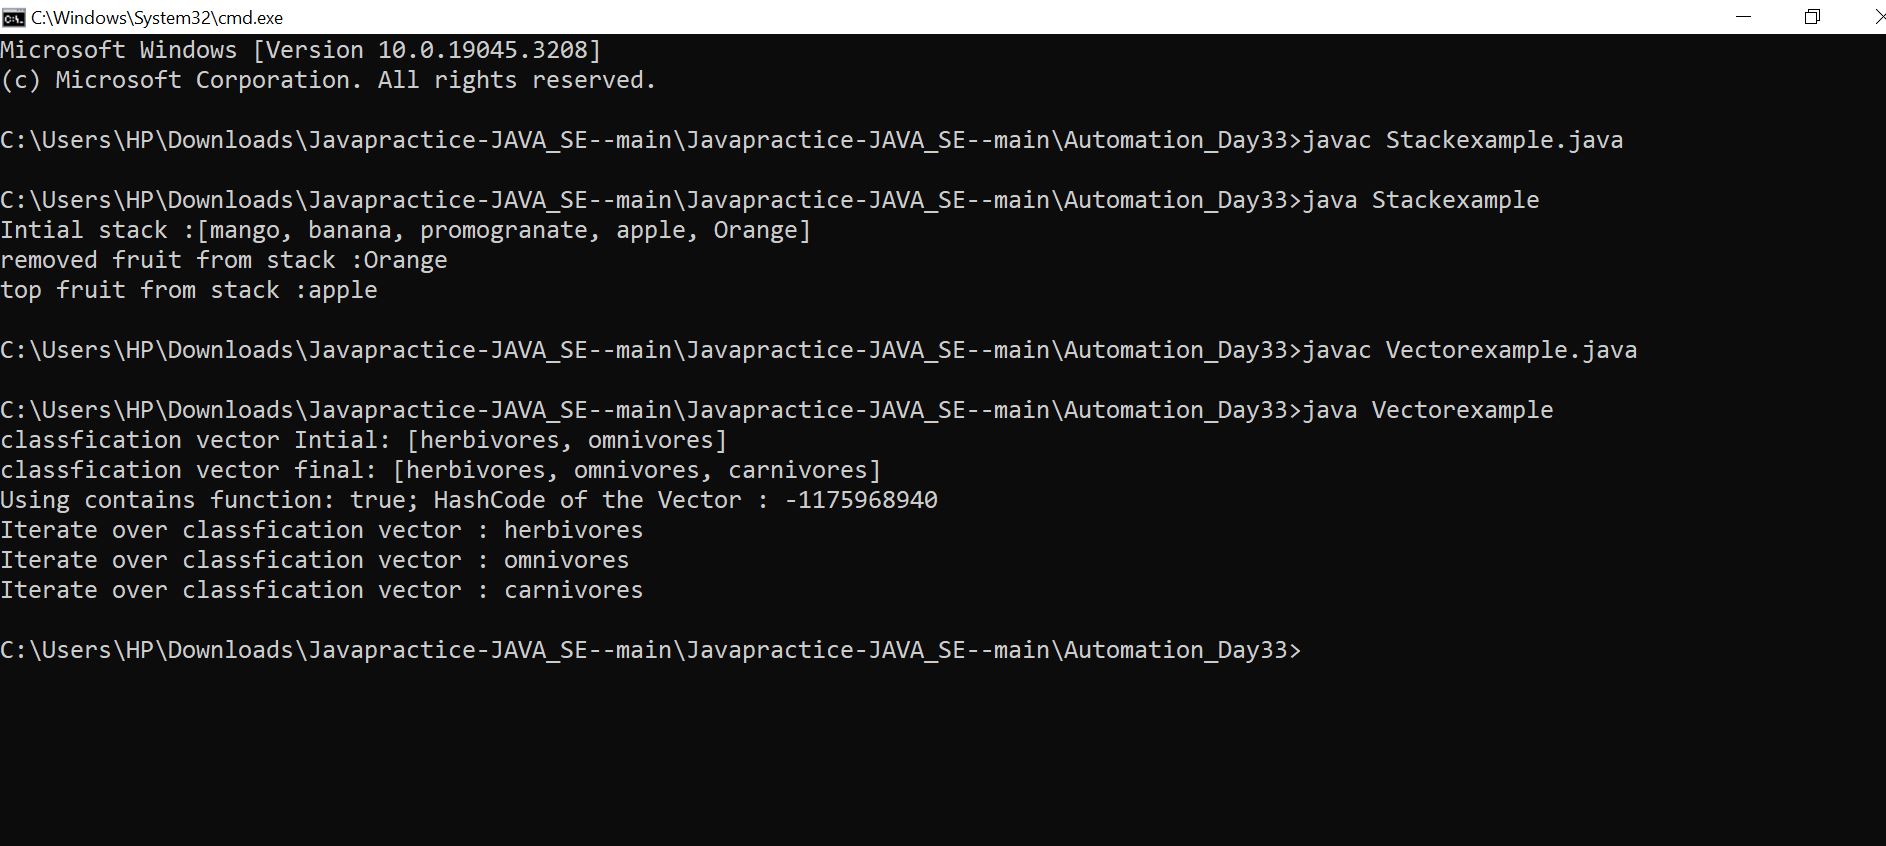 C:\Windows\System32\cmd.exe
Microsoft Windows [Version 10.0.19045.3208]
(c) Microsoft Corporation. All rights reserved.
C:\Users\HP\Downloads\Javapractice-JAVA_SE--main\Javapractice-JAVA_SE--main\Automation_Day33>javac Stackexample.java
C:\Users\HP\Downloads\Javapractice-JAVA_SE--main\Javapractice-JAVA_SE--main\Automation_Day33>java Stackexample
Intial stack :[mango, banana, promogranate, apple, Orange]
removed fruit from stack :Orange
top fruit from stack :apple
C:\Users\HP\Downloads\Javapractice-JAVA_SE--main\Javapractice-JAVA_SE--main\Automation_Day33>javac Vectorexample.java
C:\Users\HP\Downloads\Javapractice-JAVA_SE--main\Javapractice-JAVA_SE--main\Automation_Day33>java Vectorexample
classfication vector Intial: [herbivores, omnivores]
classfication vector final: [herbivores, omnivores, carnivores]
Using contains function: true; HashCode of the Vector : -1175968940
Iterate over classfication vector : herbivores
Iterate over classfication vector : omnivores
Iterate over classfication vector : carnivores
C:\Users\HP\Downloads\Javapractice-JAVA_SE--main\Javapractice-JAVA_SE--main\Automation_Day33>